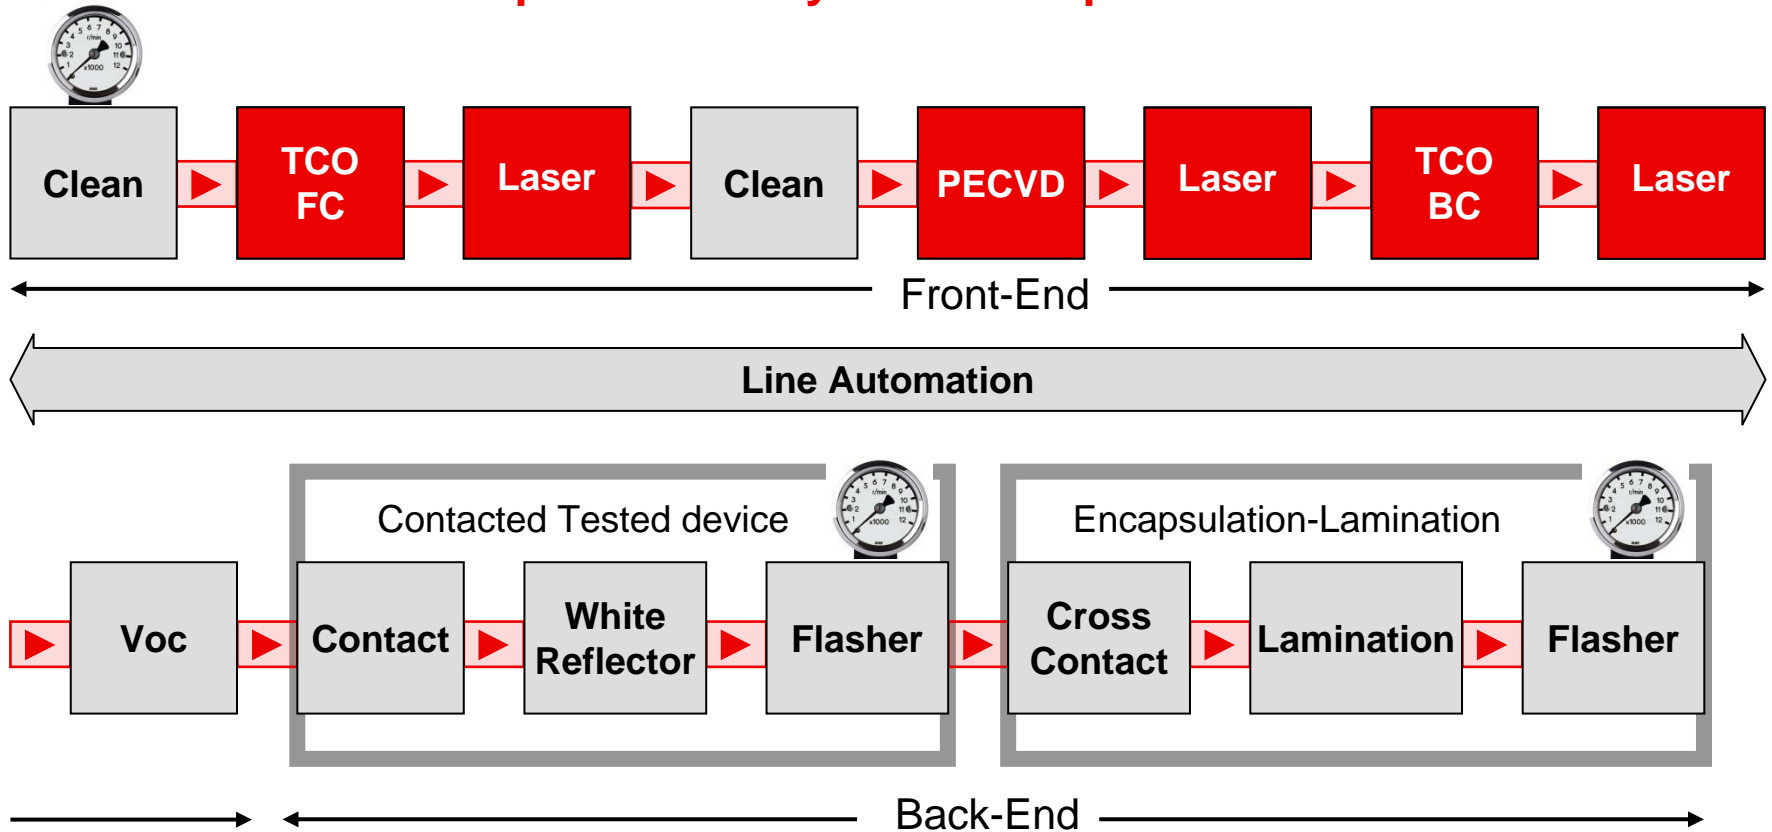 Clean
TCO
FC
Laser
Clean
PECVD
Laser
TCO
BC
Laser
Front-End
Line Automation
Contacted Tested device
Encapsulation-Lamination
Voc
Contact
White
Reflector
Flasher
Cross
Contact
Lamination
Flasher
Back-End